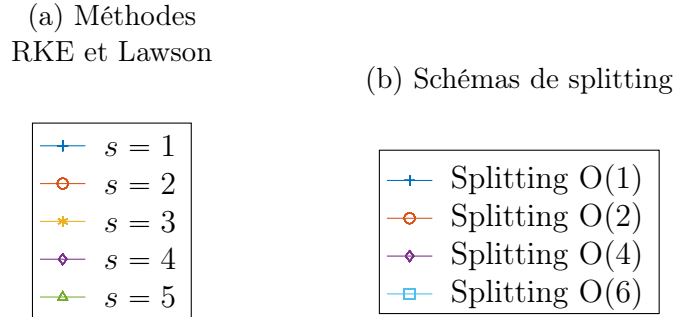 (a) Méthodes
RKE et Lawson
s = 1
s = 2
s = 3
s = 4
s = 5
(b) Schémas de splitting
Splitting O(1)
Splitting O(2)
Splitting O(4)
Splitting O(6)